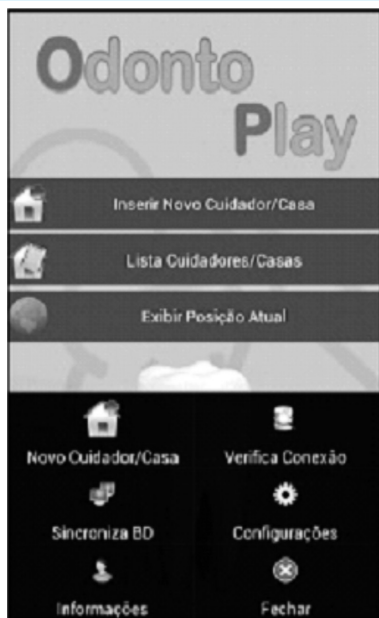 Odonto
Play
Inserir Novo Cuidador/Casa
Lista Cuidadores/Casas
Exibir Posição Atual
Novo Cuidador/Casa
Verifica Conexão
Sincroniza BD
Configurações
Informações
Fechar